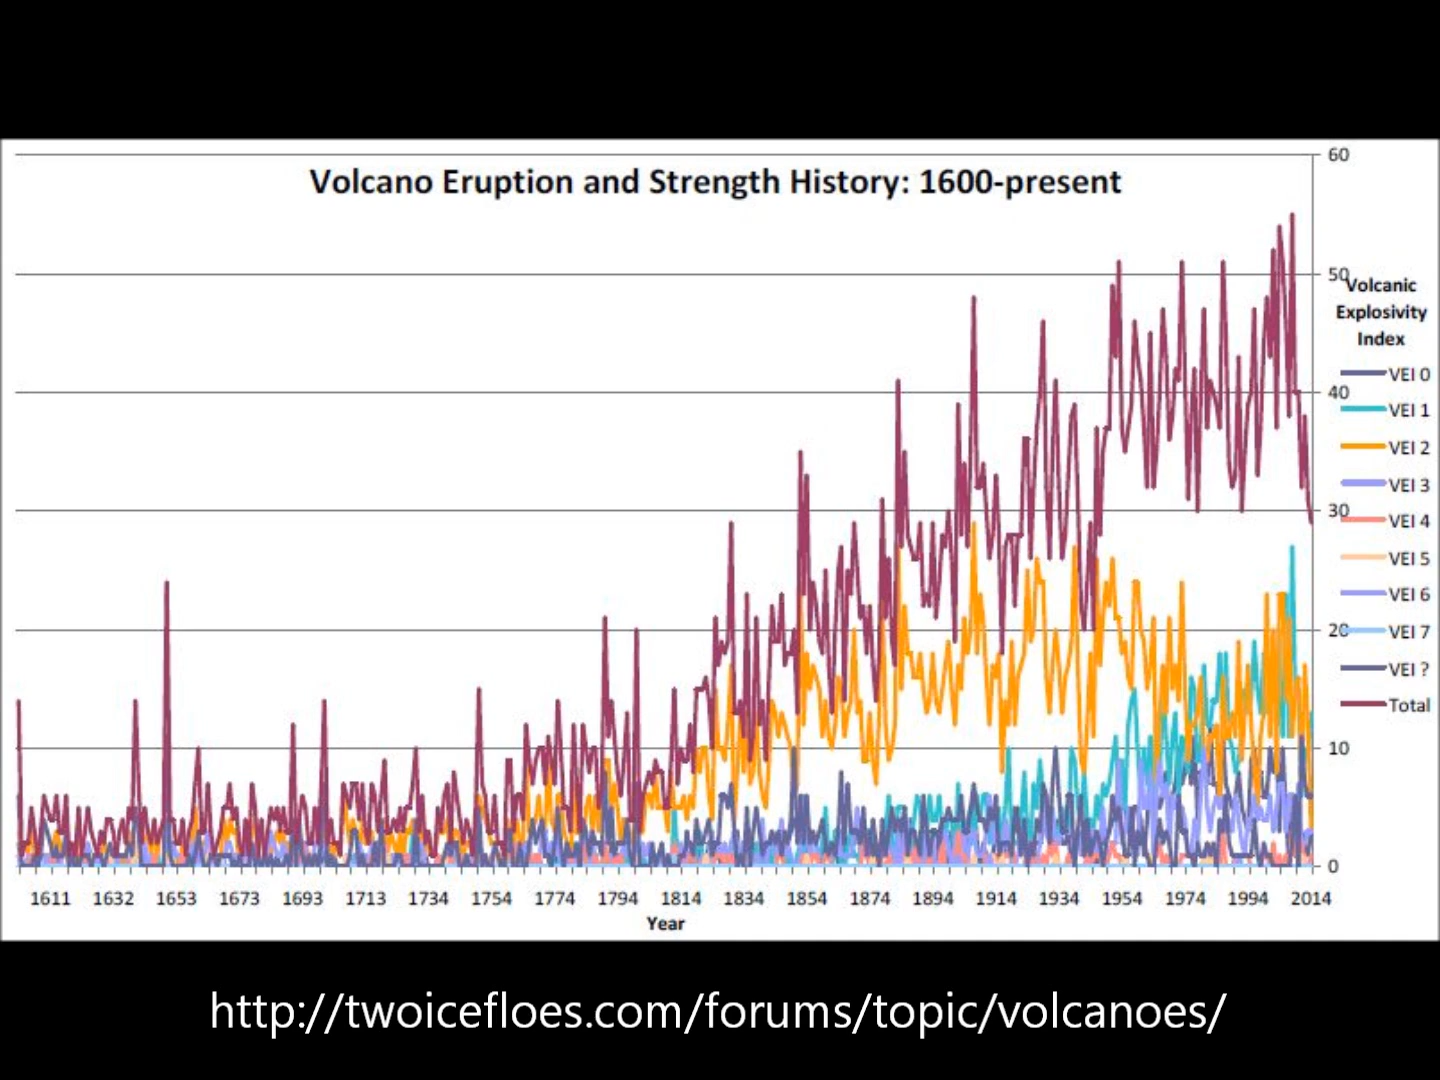 Volcano Eruption and Strength History: 1600-present
60
50
40
30
20
10
0
Volcanic
Explosivity
Index
VEI 0
VEI 1
VEI 2
VEI 3
VEI 4
VEI 5
VEI 6
VEI 7
VEI ?
Total
1611 1632 1653 1673 1693 1713 1734 1754 1774 1794 1814 1834 1854 1874 1894 1914 1934 1954 1974 1994 2014
Year
http://twoicefloes.com/forums/topic/volcanoes/